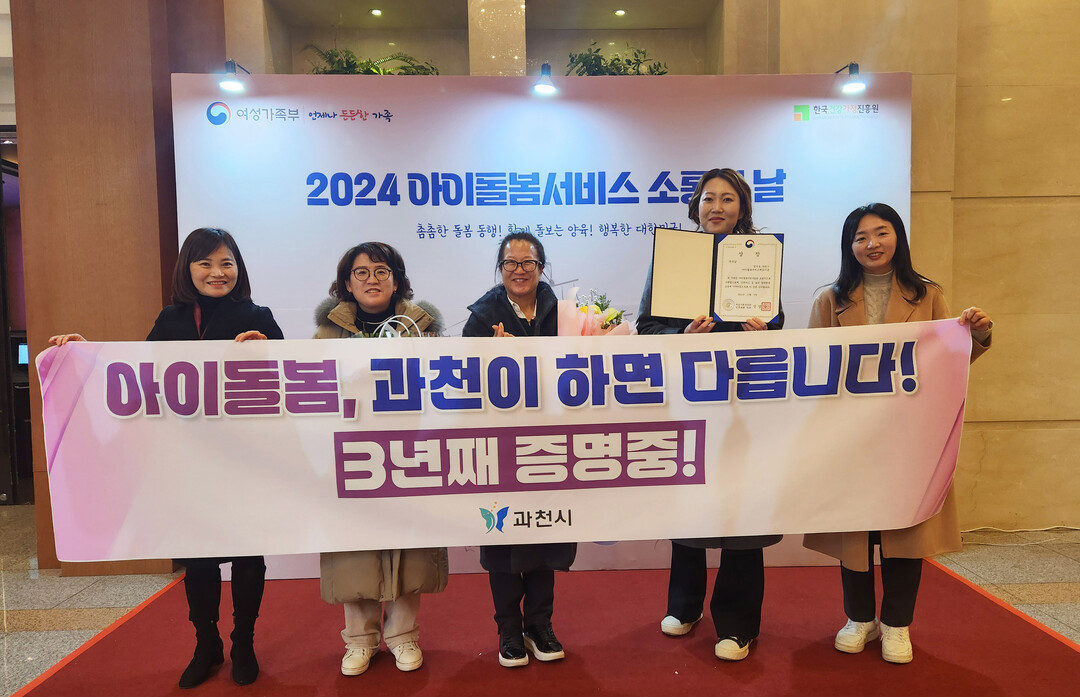 여성가족부 언제나 든든한 가족
한국건강가정진흥원
2024 아이돌봄서비스 소통 날
촘촘한 돌봄 동행! 함께 돌보는 양육! 행복한 대한민국!
상장
아이돌봄, 과천이 하면 다릅니다!
3년째 증명중!
과천시